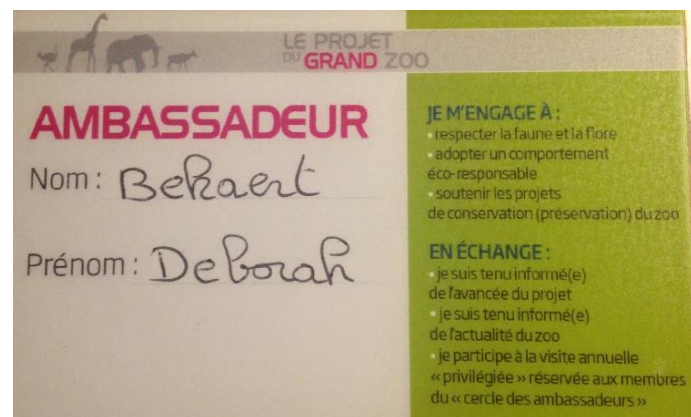 LE PROJET
DU GRAND ZOO
AMBASSADEUR
Nom : Bekaert
Prénom : Deborah
JE M'ENGAGE À :
• respecter la faune et la flore
• adopter un comportement
éco-responsable
• soutenir les projets
de conservation (préservation) du zoo
EN ÉCHANGE :
• je suis tenu informé(e)
de l'avancée du projet
• je suis tenu informé(e)
de l'actualité du zoo
• je participe à la visite annuelle
« privilégiée » réservée aux membres
du « cercle des ambassadeurs »